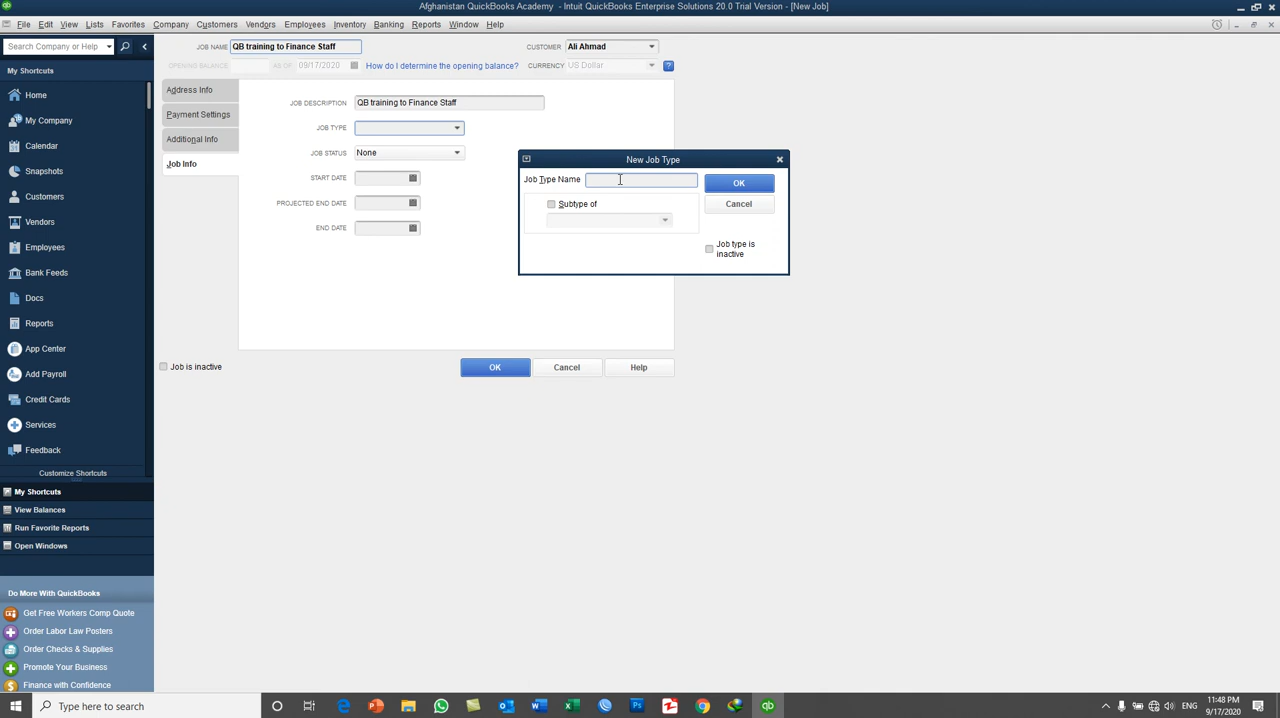 Afghanistan QuickBooks Academy - Intuit QuickBooks Enterprise Solutions 20.0 Trial Version - [New Job]
File Edit View Lists Favorites Company Customers Vendors Employees Inventory Banking Reports Window Help
Search Company or Help
My Shortcuts
Home
My Company
Calendar
Snapshots
Customers
Vendors
Employees
Bank Feeds
Docs
Reports
App Center
Add Payroll
Credit Cards
Services
Feedback
Customize Shortcuts
My Shortcuts
View Balances
Run Favorite Reports
Open Windows
Do More With QuickBooks
Get Free Workers Comp Quote
Order Labor Law Posters
Order Checks & Supplies
Promote Your Business
Finance with Confidence
JOB NAME QB training to Finance Staff CUSTOMER Ali Ahmad
OPENING BALANCE AS OF 09/17/2020 How do I determine the opening balance? CURRENCY US Dollar ?
Address Info
Payment Settings
Additional Info
Job Info
JOB DESCRIPTION QB training to Finance Staff
JOB TYPE
JOB STATUS None
START DATE
PROJECTED END DATE
END DATE
New Job Type
Job Type Name OK
Subtype of Cancel
Job type is
inactive
Job is inactive OK Cancel Help
Type here to search
ENG
11:48 PM
9/17/2020